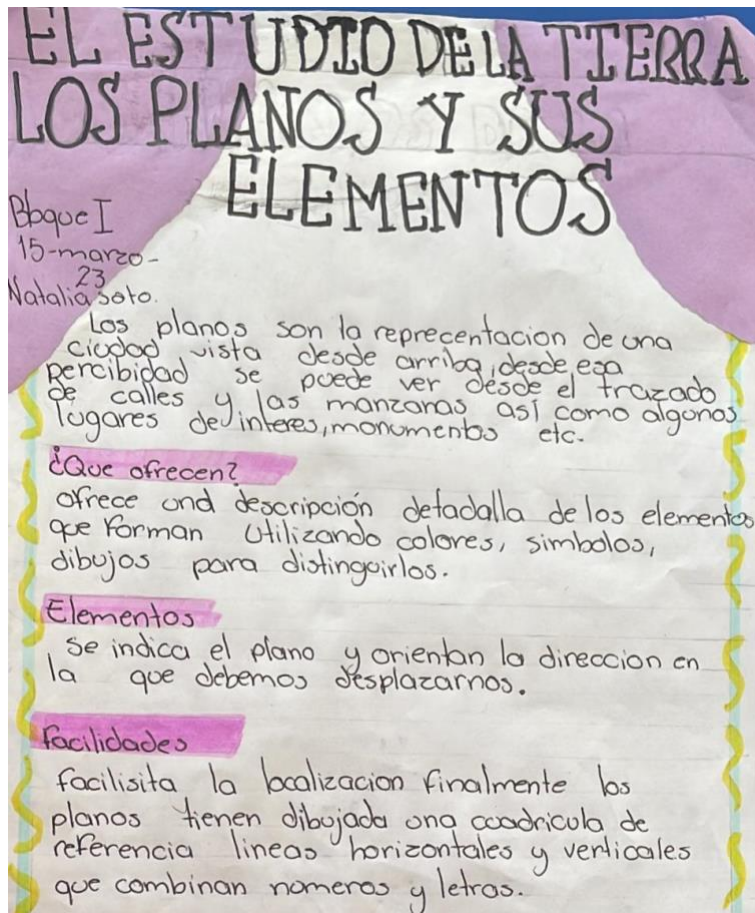 EL ESTUDIO DE LA TIERRA
LOS PLANOS Y SUS
ELEMENTOS
Bloque I
15-marzo-
23
Natalia soto.
Los planos son la reprecentacion de una
ciudad vista desde arriba, desde esa
percibidad se puede ver desde el trazado
de calles y las manzanas así como algunos
lugares de interes, monumentos etc.
¿Que ofrecen?
ofrece una descripción detadalla de los elementos
que forman utilizando colores, simbolos,
dibujos para distinguirlos.
Elementos
Se indica el plano y orientan la direccion en
la que debemos desplazarnos.
facilidades
facilisita la localizacion finalmente los
planos tienen dibujada una cuadricula de
referencia lineas horizontales y verticales
que combinan numeros y letras.